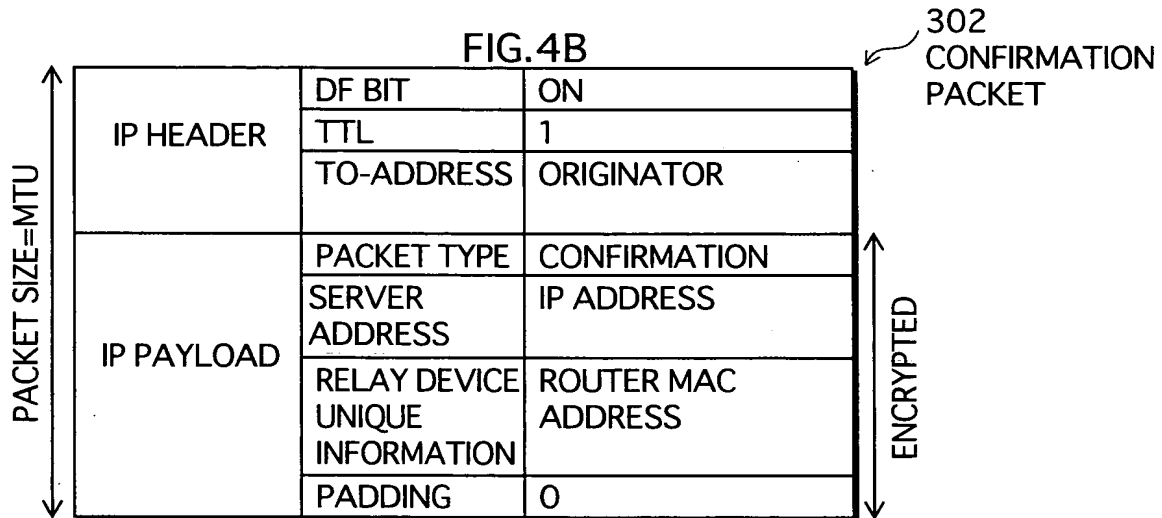 FIG.4B
302
CONFIRMATION
PACKET
PACKET SIZE=MTU
IP HEADER
DF BIT ON
TTL 1
TO-ADDRESS ORIGINATOR
IP PAYLOAD
PACKET TYPE CONFIRMATION
SERVER IP ADDRESS
ADDRESS
RELAY DEVICE ROUTER MAC
UNIQUE ADDRESS
INFORMATION
PADDING 0
ENCRYPTED